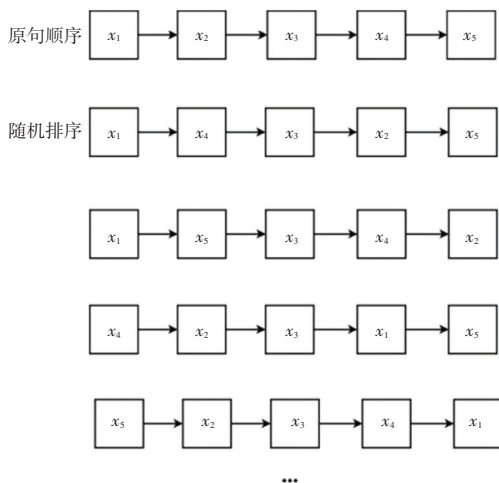 原句顺序 x₁ x₂ x₃ x₄ x₅
随机排序 x₁ x₄ x₃ x₂ x₅
x₁ x₅ x₃ x₄ x₂
x₄ x₂ x₃ x₁ x₅
x₅ x₂ x₃ x₄ x₁
...